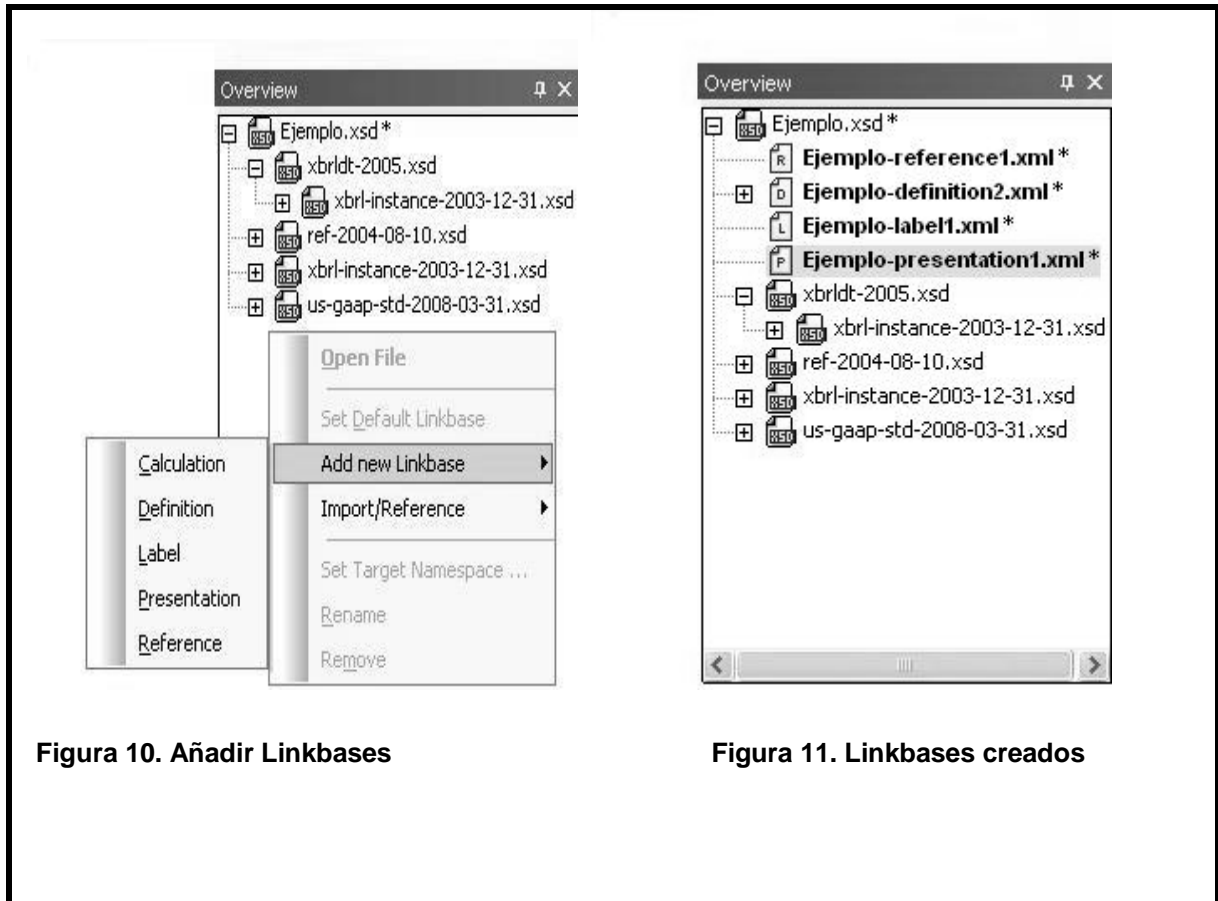 Overview
Ejemplo.xsd *
xbrldt-2005.xsd
xbrl-instance-2003-12-31.xsd
ref-2004-08-10.xsd
xbrl-instance-2003-12-31.xsd
us-gaap-std-2008-03-31.xsd
Open File
Set Default Linkbase
Add new Linkbase
Import/Reference
Set Target Namespace ...
Rename
Remove
Calculation
Definition
Label
Presentation
Reference
Figura 10. Añadir Linkbases
Overview
Ejemplo.xsd *
Ejemplo-reference1.xml *
Ejemplo-definition2.xml *
Ejemplo-label1.xml *
Ejemplo-presentation1.xml *
xbrldt-2005.xsd
xbrl-instance-2003-12-31.xsd
ref-2004-08-10.xsd
xbrl-instance-2003-12-31.xsd
us-gaap-std-2008-03-31.xsd
Figura 11. Linkbases creados